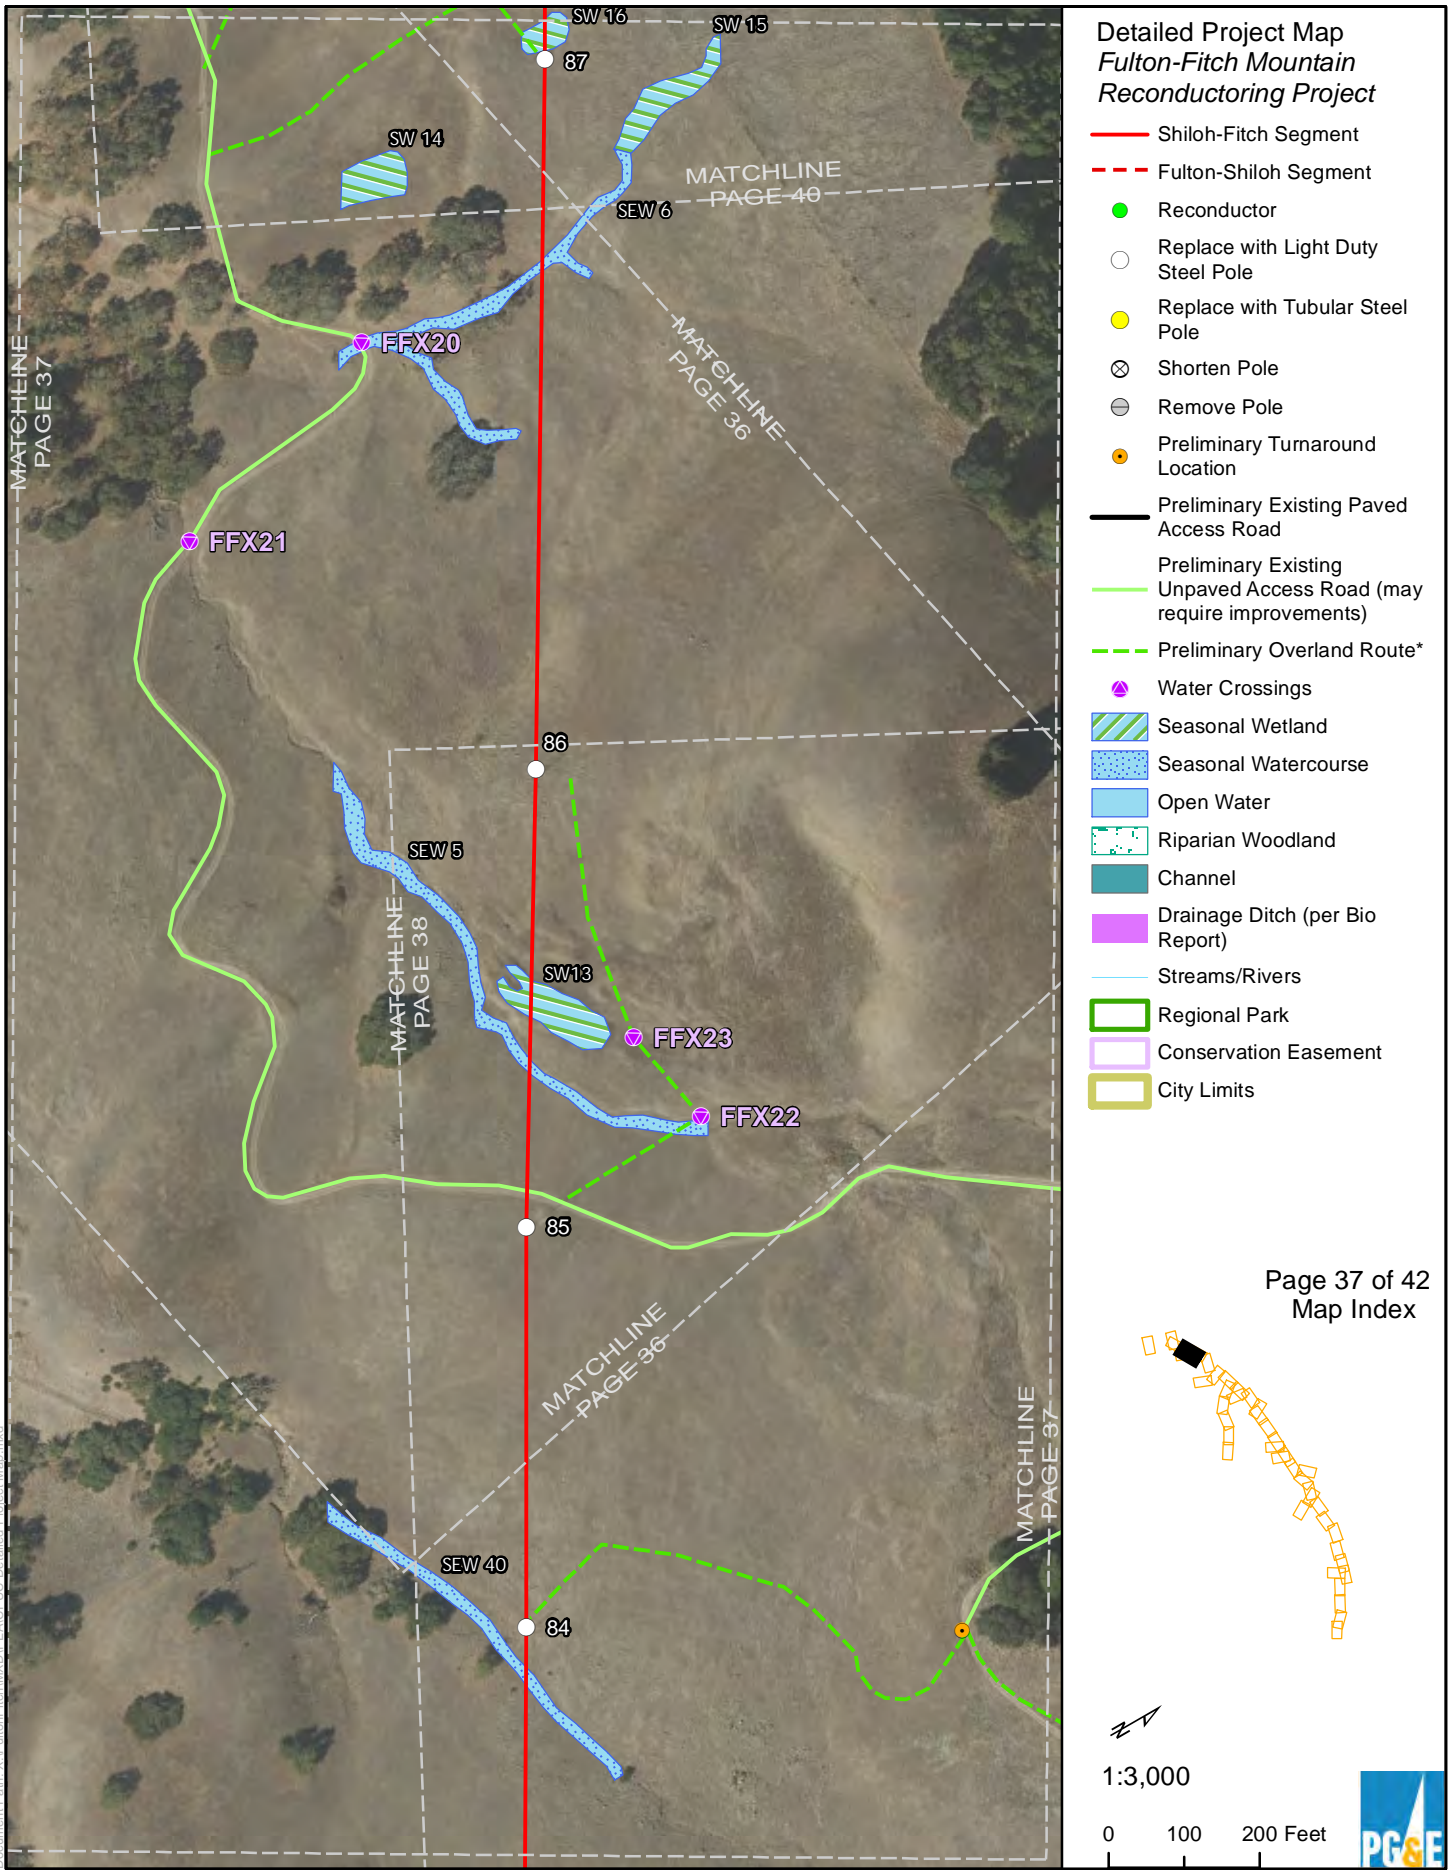 SW 16
SW 15
87
SW 14
MATCHLINE
PAGE 40
SEW 6
FFX20
MATCHLINE
PAGE 37
MATCHLINE
PAGE 36
FFX21
86
SEW 5
MATCHLINE
PAGE 38
SW13
FFX23
FFX22
85
MATCHLINE
PAGE 36
MATCHLINE
PAGE 37
SEW 40
84
Detailed Project Map
Fulton-Fitch Mountain
Reconductoring Project
Shiloh-Fitch Segment
Fulton-Shiloh Segment
Reconductor
Replace with Light Duty
Steel Pole
Replace with Tubular Steel
Pole
Shorten Pole
Remove Pole
Preliminary Turnaround
Location
Preliminary Existing Paved
Access Road
Preliminary Existing
Unpaved Access Road (may
require improvements)
Preliminary Overland Route*
Water Crossings
Seasonal Wetland
Seasonal Watercourse
Open Water
Riparian Woodland
Channel
Drainage Ditch (per Bio
Report)
Streams/Rivers
Regional Park
Conservation Easement
City Limits
Page 37 of 42
Map Index
N
1:3,000
0 100 200 Feet
PG&E